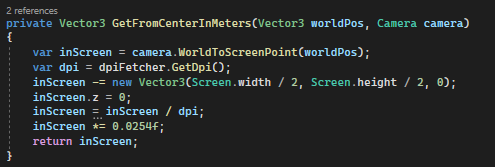 2 references
private Vector3 GetFromCenterInMeters(Vector3 worldPos, Camera camera)
{
var inScreen = camera.WorldToScreenPoint(worldPos);
var dpi = dpiFetcher.GetDpi();
inScreen -= new Vector3(Screen.width / 2, Screen.height / 2, 0);
inScreen.z = 0;
inScreen = inScreen / dpi;
inScreen *= 0.0254f;
return inScreen;
}